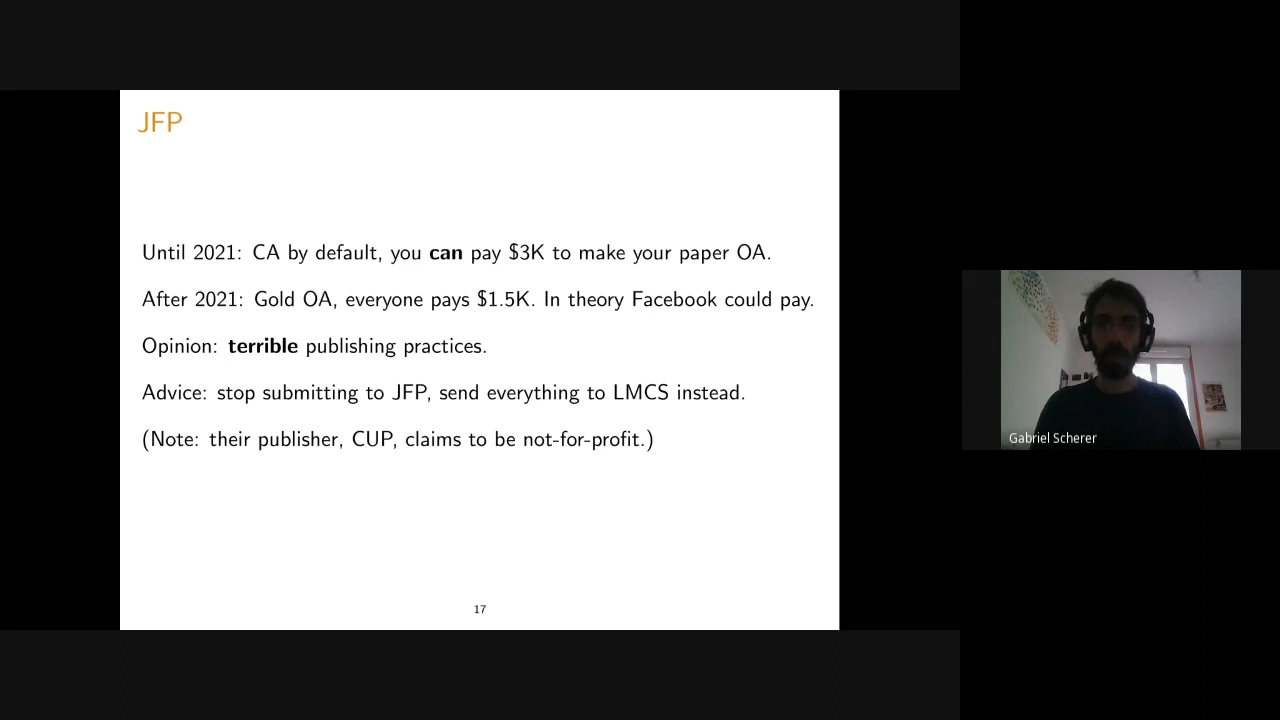 JFP
Until 2021: CA by default, you can pay $3K to make your paper OA.
After 2021: Gold OA, everyone pays $1.5K. In theory Facebook could pay.
Opinion: terrible publishing practices.
Advice: stop submitting to JFP, send everything to LMCS instead.
(Note: their publisher, CUP, claims to be not-for-profit.)
17
Gabriel Scherer